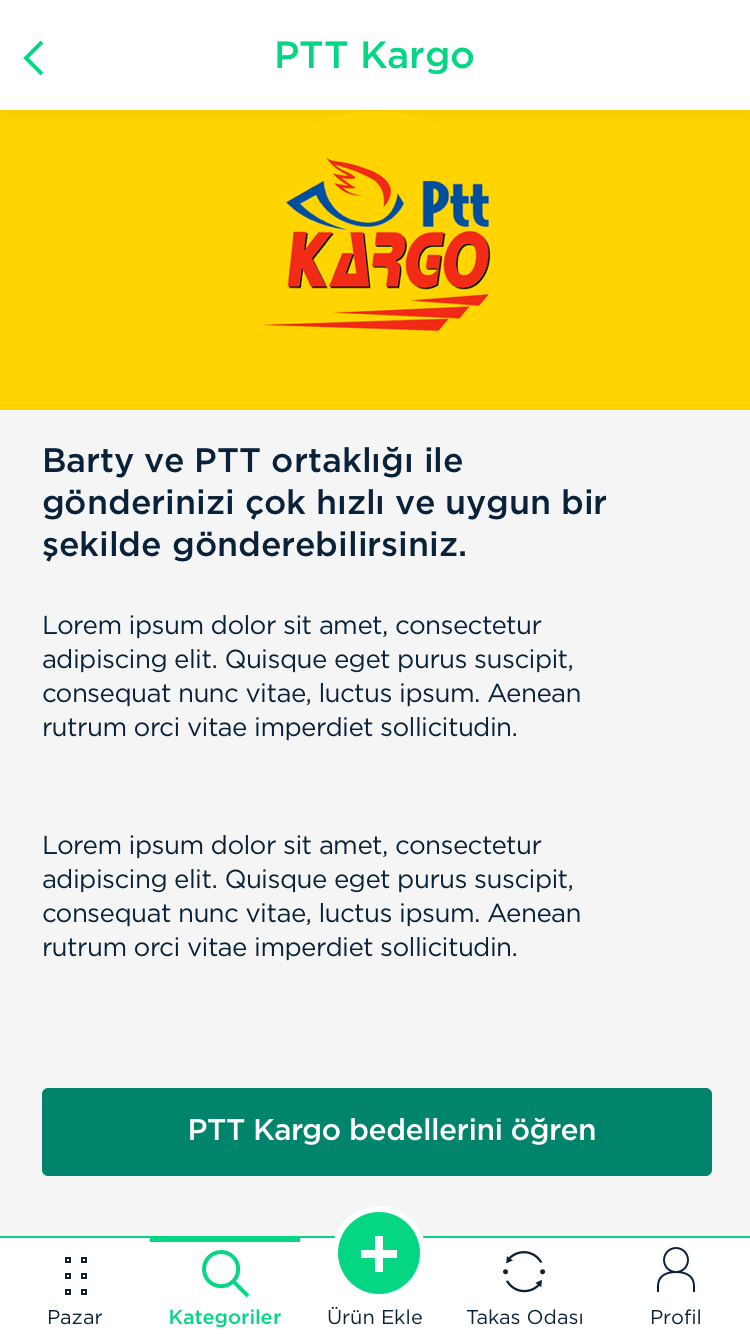 PTT Kargo
Ptt
KARGO
Barty ve PTT ortaklığı ile
gönderinizi çok hızlı ve uygun bir
şekilde gönderebilirsiniz.
Lorem ipsum dolor sit amet, consectetur
adipiscing elit. Quisque eget purus suscipit,
consequat nunc vitae, luctus ipsum. Aenean
rutrum orci vitae imperdiet sollicitudin.
Lorem ipsum dolor sit amet, consectetur
adipiscing elit. Quisque eget purus suscipit,
consequat nunc vitae, luctus ipsum. Aenean
rutrum orci vitae imperdiet sollicitudin.
PTT Kargo bedellerini öğren
Pazar Kategoriler Ürün Ekle Takas Odası Profil